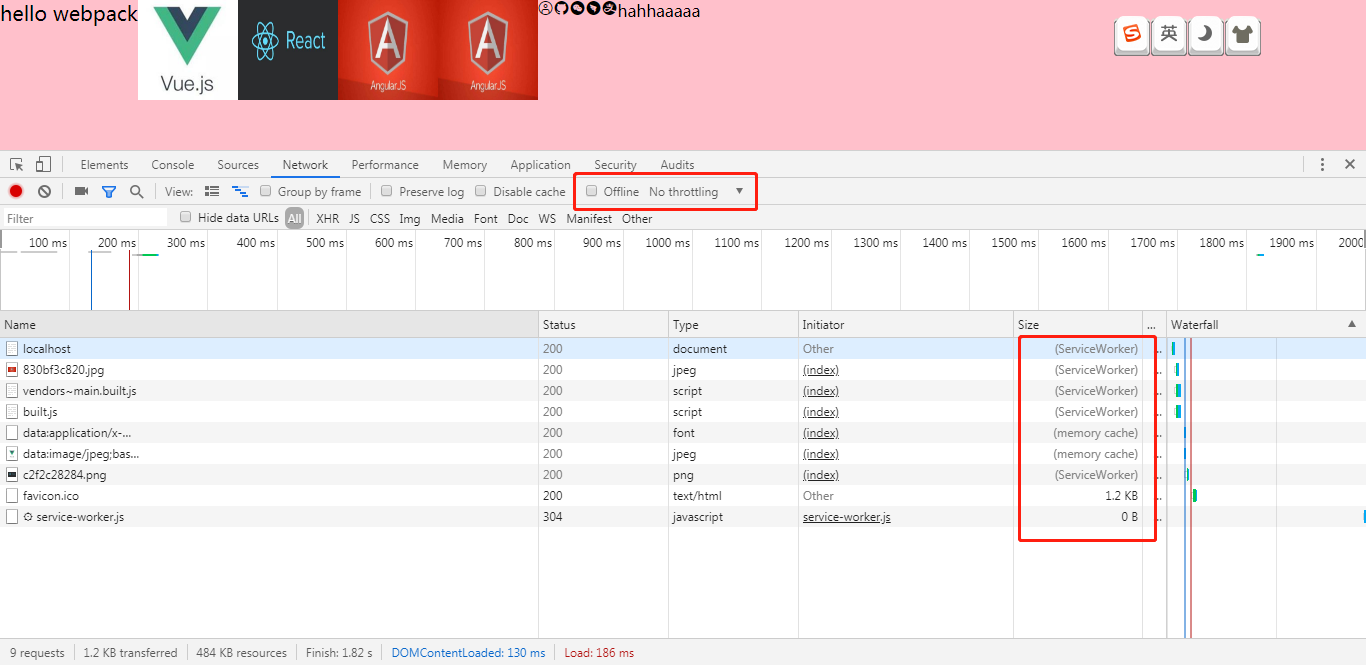 hello webpack
Vue.js
React
AngularJS
AngularJS
hahhaaaaa
英
Elements Console Sources Network Performance Memory Application Security Audits
View: Group by frame Preserve log Disable cache Offline No throttling
Filter Hide data URLs All XHR JS CSS Img Media Font Doc WS Manifest Other
100 ms 200 ms 300 ms 400 ms 500 ms 600 ms 700 ms 800 ms 900 ms 1000 ms 1100 ms 1200 ms 1300 ms 1400 ms 1500 ms 1600 ms 1700 ms 1800 ms 1900 ms 2000
Name Status Type Initiator Size ... Waterfall
localhost 200 document Other (ServiceWorker) ..
830bf3c820.jpg 200 jpeg (index) (ServiceWorker) ..
vendors~main.built.js 200 script (index) (ServiceWorker) ..
built.js 200 script (index) (ServiceWorker) ..
data:application/x-... 200 font (index) (memory cache) ..
data:image/jpeg;bas... 200 jpeg (index) (memory cache) ..
c2f2c28284.png 200 png (index) (ServiceWorker) ..
favicon.ico 200 text/html Other 1.2 KB ..
service-worker.js 304 javascript service-worker.js 0 B ..
9 requests 1.2 KB transferred 484 KB resources Finish: 1.82 s DOMContentLoaded: 130 ms Load: 186 ms